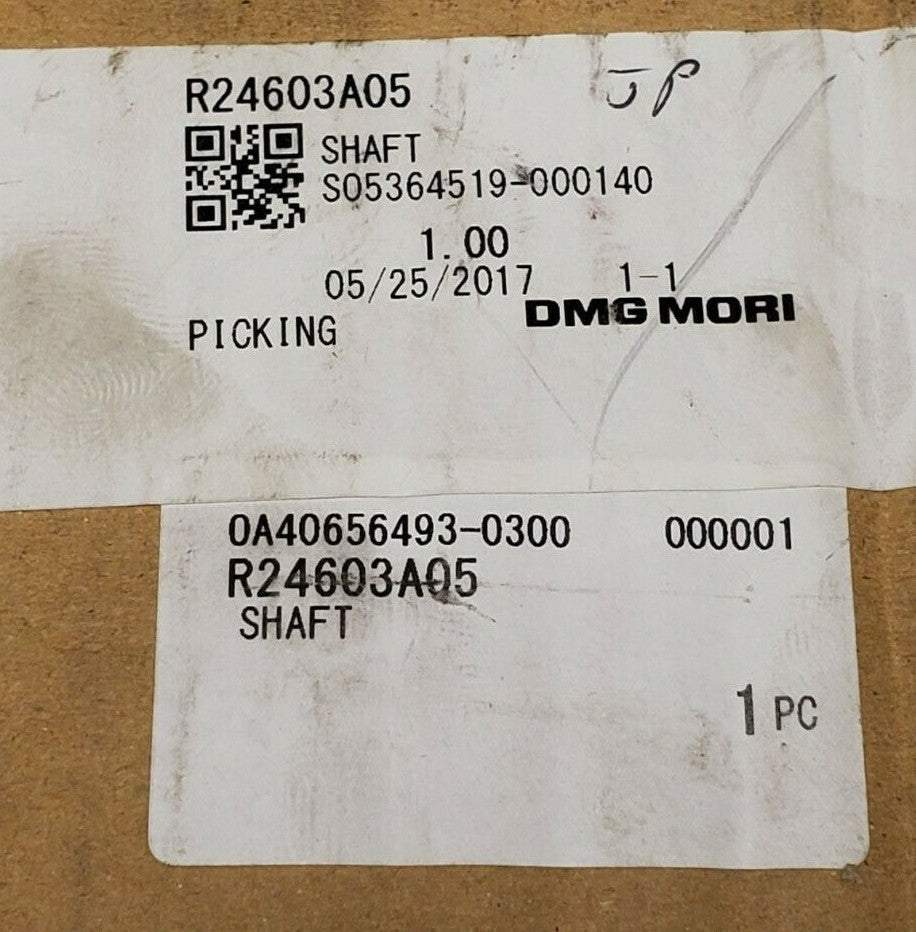 R24603A05
JP
SHAFT
S05364519-000140
1.00
05/25/2017 1-1
DMG MORI
PICKING
0A40656493-0300 000001
R24603A05
SHAFT
1 PC